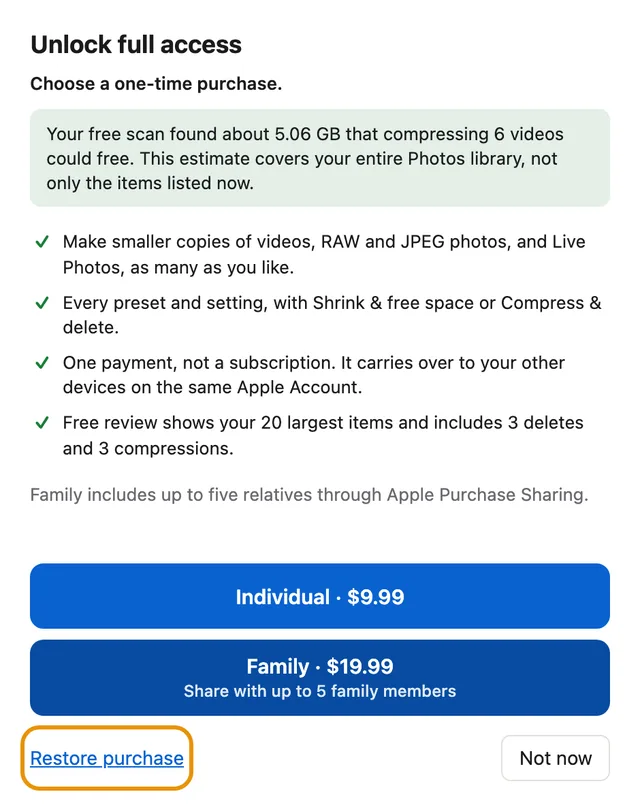 Unlock full access
Choose a one-time purchase.
Your free scan found about 5.06 GB that compressing 6 videos
could free. This estimate covers your entire Photos library, not
only the items listed now.
Make smaller copies of videos, RAW and JPEG photos, and Live
Photos, as many as you like.
Every preset and setting, with Shrink & free space or Compress &
delete.
One payment, not a subscription. It carries over to your other
devices on the same Apple Account.
Free review shows your 20 largest items and includes 3 deletes
and 3 compressions.
Family includes up to five relatives through Apple Purchase Sharing.
Individual · $9.99
Family · $19.99
Share with up to 5 family members
Restore purchase
Not now